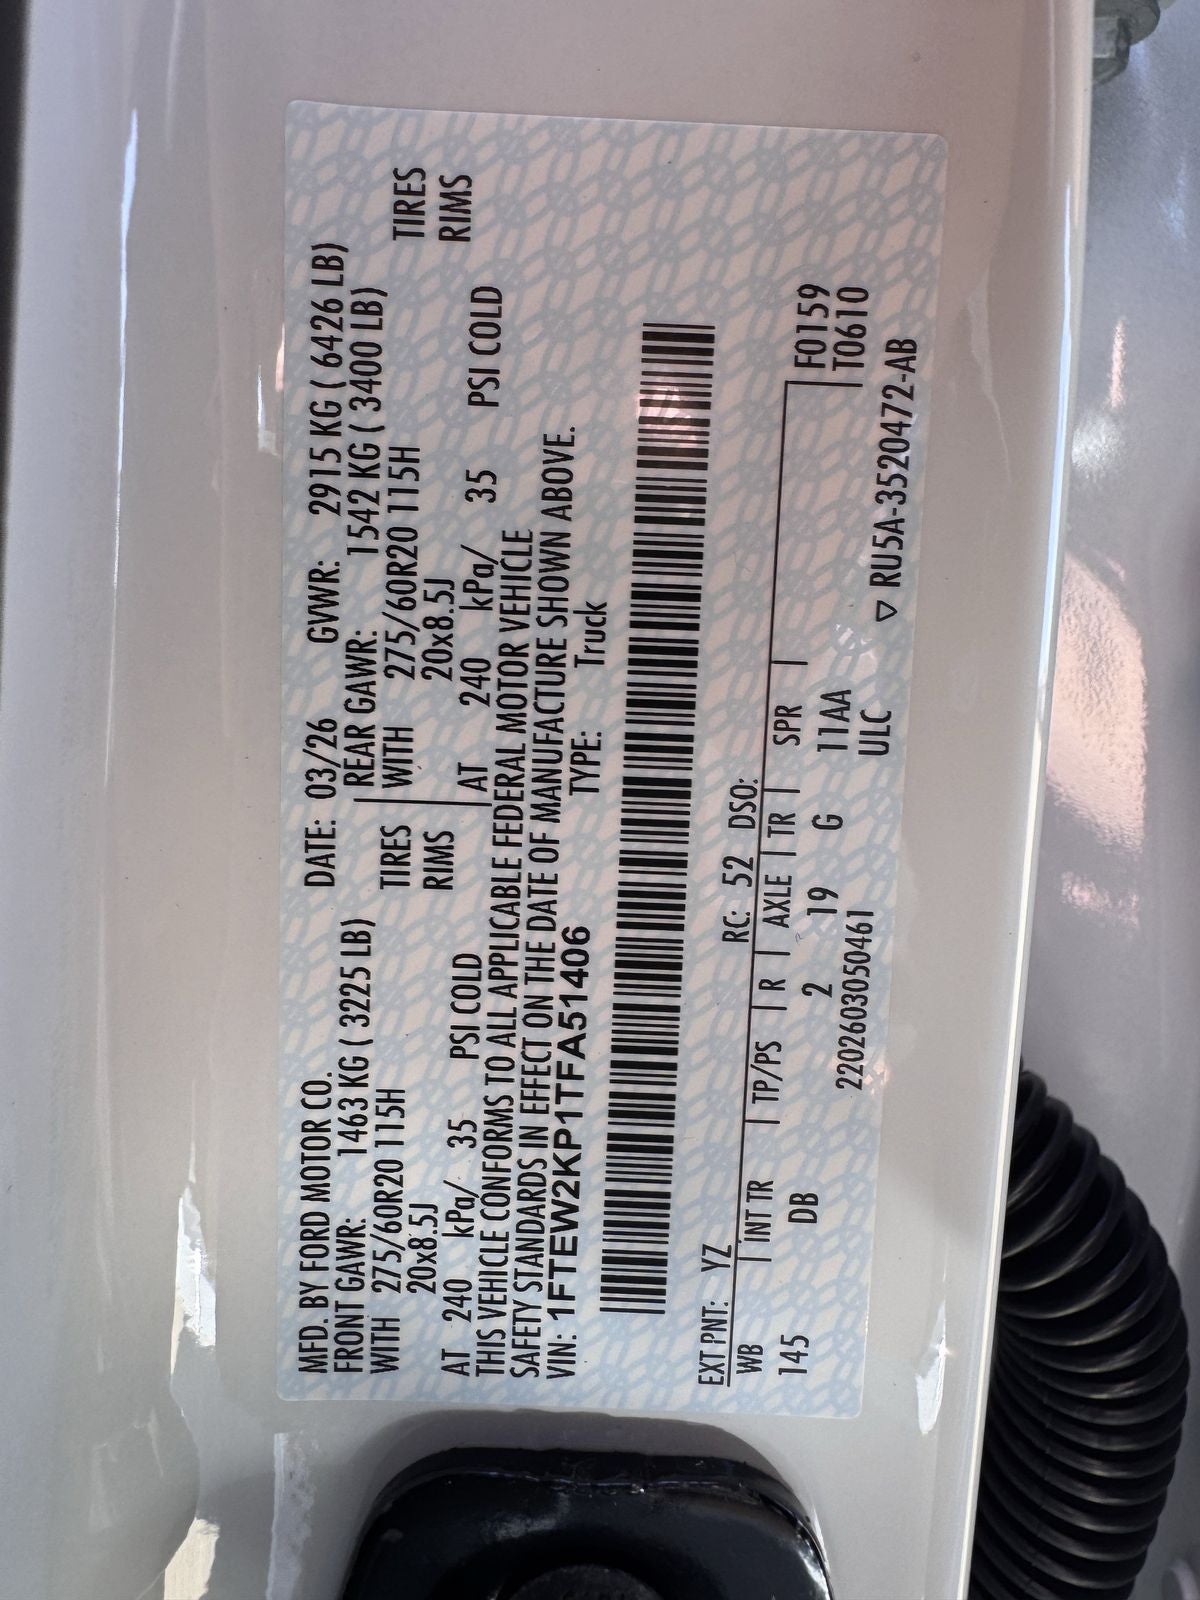 MFD. BY FORD MOTOR CO. DATE: 03/26 GVWR: 2915 KG ( 6426 LB)
FRONT GAWR: 1463 KG ( 3225 LB) REAR GAWR: 1542 KG ( 3400 LB)
WITH 275/60R20 115H TIRES WITH 275/60R20 115H TIRES
20x8.5J RIMS 20x8.5J RIMS
AT 240 kPa/ 35 PSI COLD AT 240 kPa/ 35 PSI COLD
THIS VEHICLE CONFORMS TO ALL APPLICABLE FEDERAL MOTOR VEHICLE
SAFETY STANDARDS IN EFFECT ON THE DATE OF MANUFACTURE SHOWN ABOVE.
VIN: 1FTEW2KP1TFA51406 TYPE: Truck
EXT PNT: YZ RC: 52 DSO:
WB INT TR TP/PS R AXLE TR SPR F0159
145 DB 2 19 G 11AA T0610
2202603050461 ULC
▽ RU5A-3520472-AB